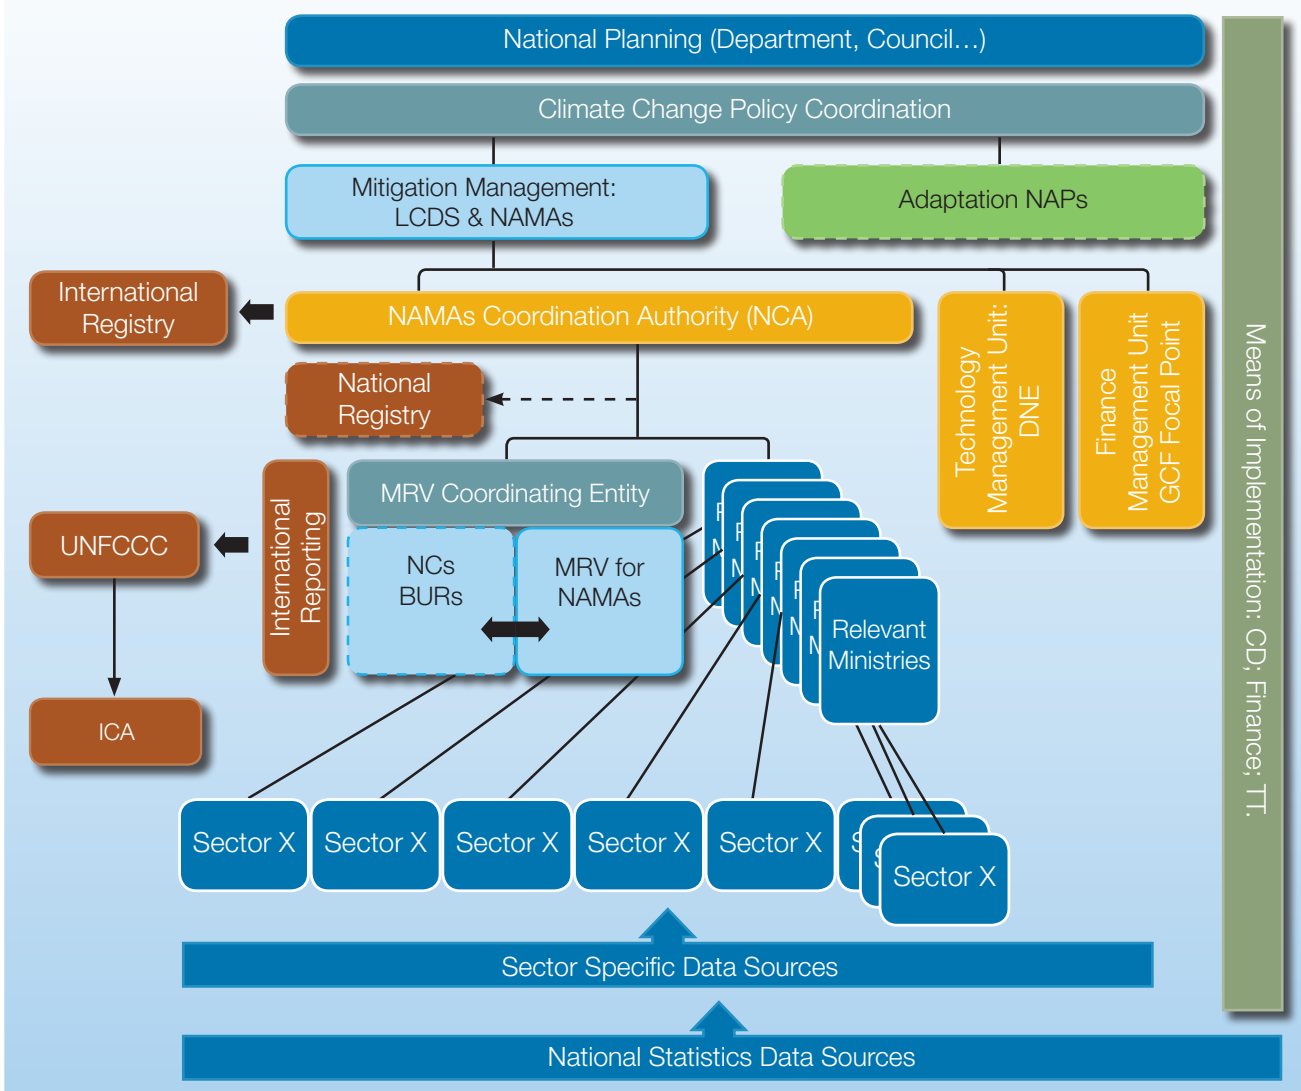 National Planning (Department, Council…)
Climate Change Policy Coordination
Mitigation Management:
LCDS & NAMAs
Adaptation NAPs
International
Registry
NAMAs Coordination Authority (NCA)
Technology
Management Unit:
DNE
Finance
Management Unit
GCF Focal Point
National
Registry
MRV Coordinating Entity
International
Reporting
UNFCCC
NCs
BURs
MRV for
NAMAs
Relevant
Ministries
ICA
Sector X
Sector X
Sector X
Sector X
Sector X
Sector X
Sector Specific Data Sources
National Statistics Data Sources
Means of Implementation: CD; Finance; TT.